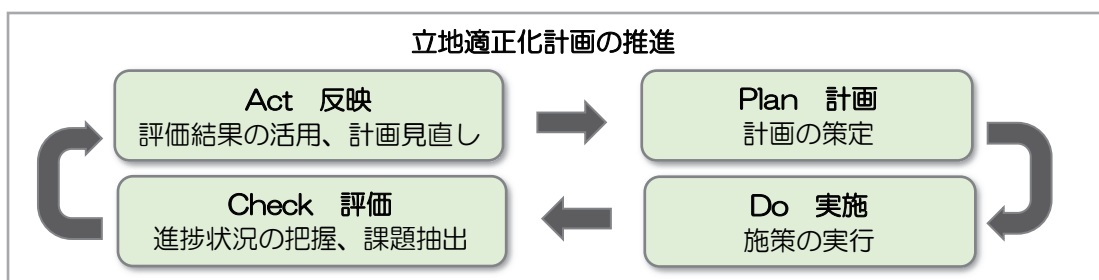 立地適正化計画の推進
Act 反映
評価結果の活用、計画見直し
Plan 計画
計画の策定
Check 評価
進捗状況の把握、課題抽出
Do 実施
施策の実行